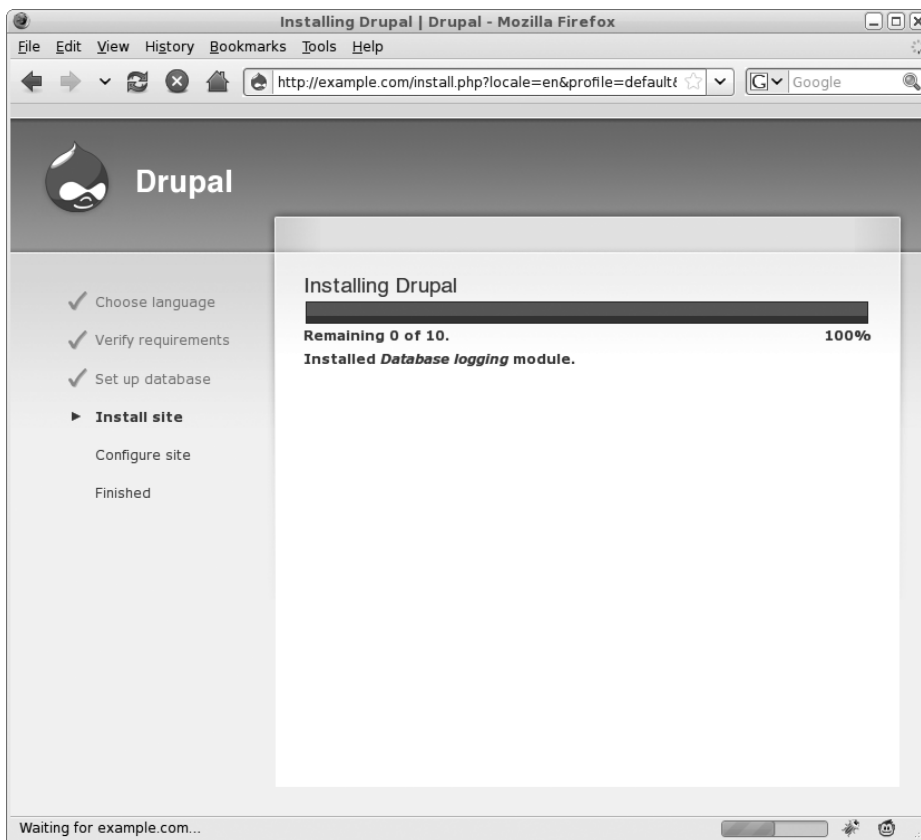 Installing Drupal | Drupal - Mozilla Firefox
File Edit View History Bookmarks Tools Help
http://example.com/install.php?locale=en&profile=default& G Google
Drupal
Installing Drupal
Remaining 0 of 10. 100%
Installed Database logging module.
Choose language
Verify requirements
Set up database
Install site
Configure site
Finished
Waiting for example.com...